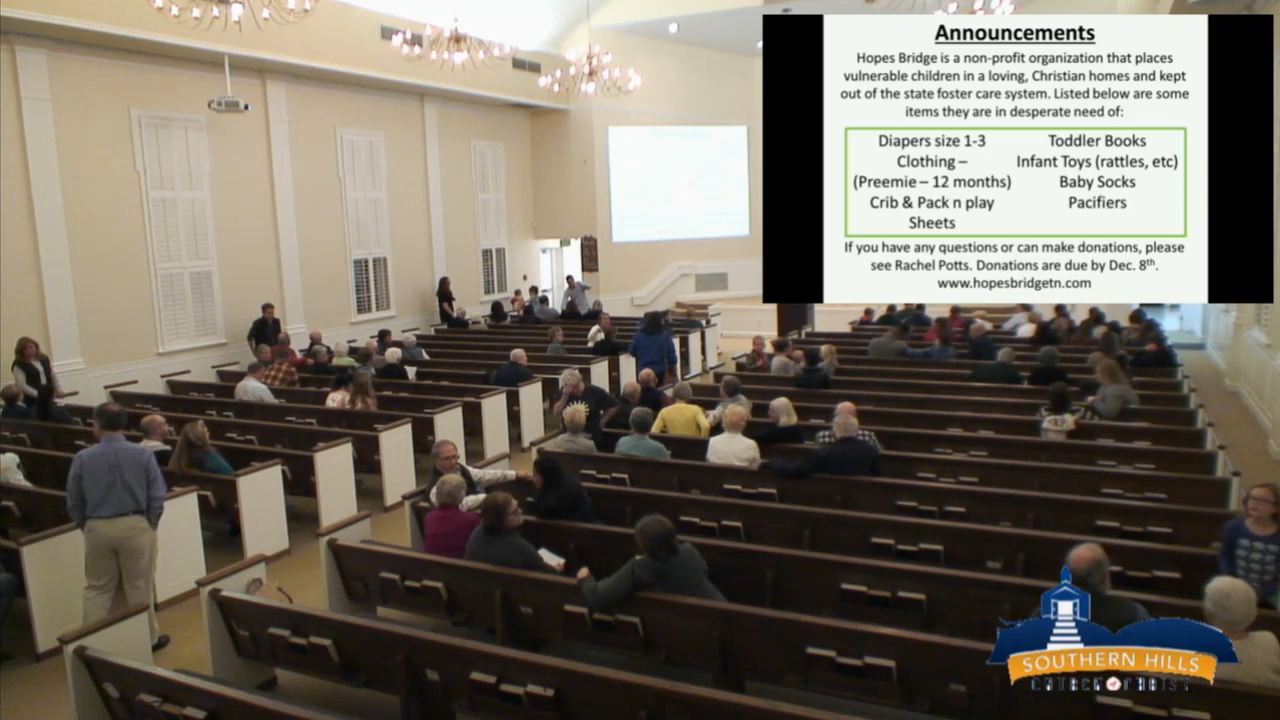 Announcements
Hopes Bridge is a non-profit organization that places
vulnerable children in a loving, Christian homes and kept
out of the state foster care system. Listed below are some
items they are in desperate need of:
Diapers size 1-3
Clothing –
(Preemie – 12 months)
Crib & Pack n play
Sheets
Toddler Books
Infant Toys (rattles, etc)
Baby Socks
Pacifiers
If you have any questions or can make donations, please
see Rachel Potts. Donations are due by Dec. 8th.
www.hopesbridgetn.com
SOUTHERN HILLS
CHURCH OF CHRIST